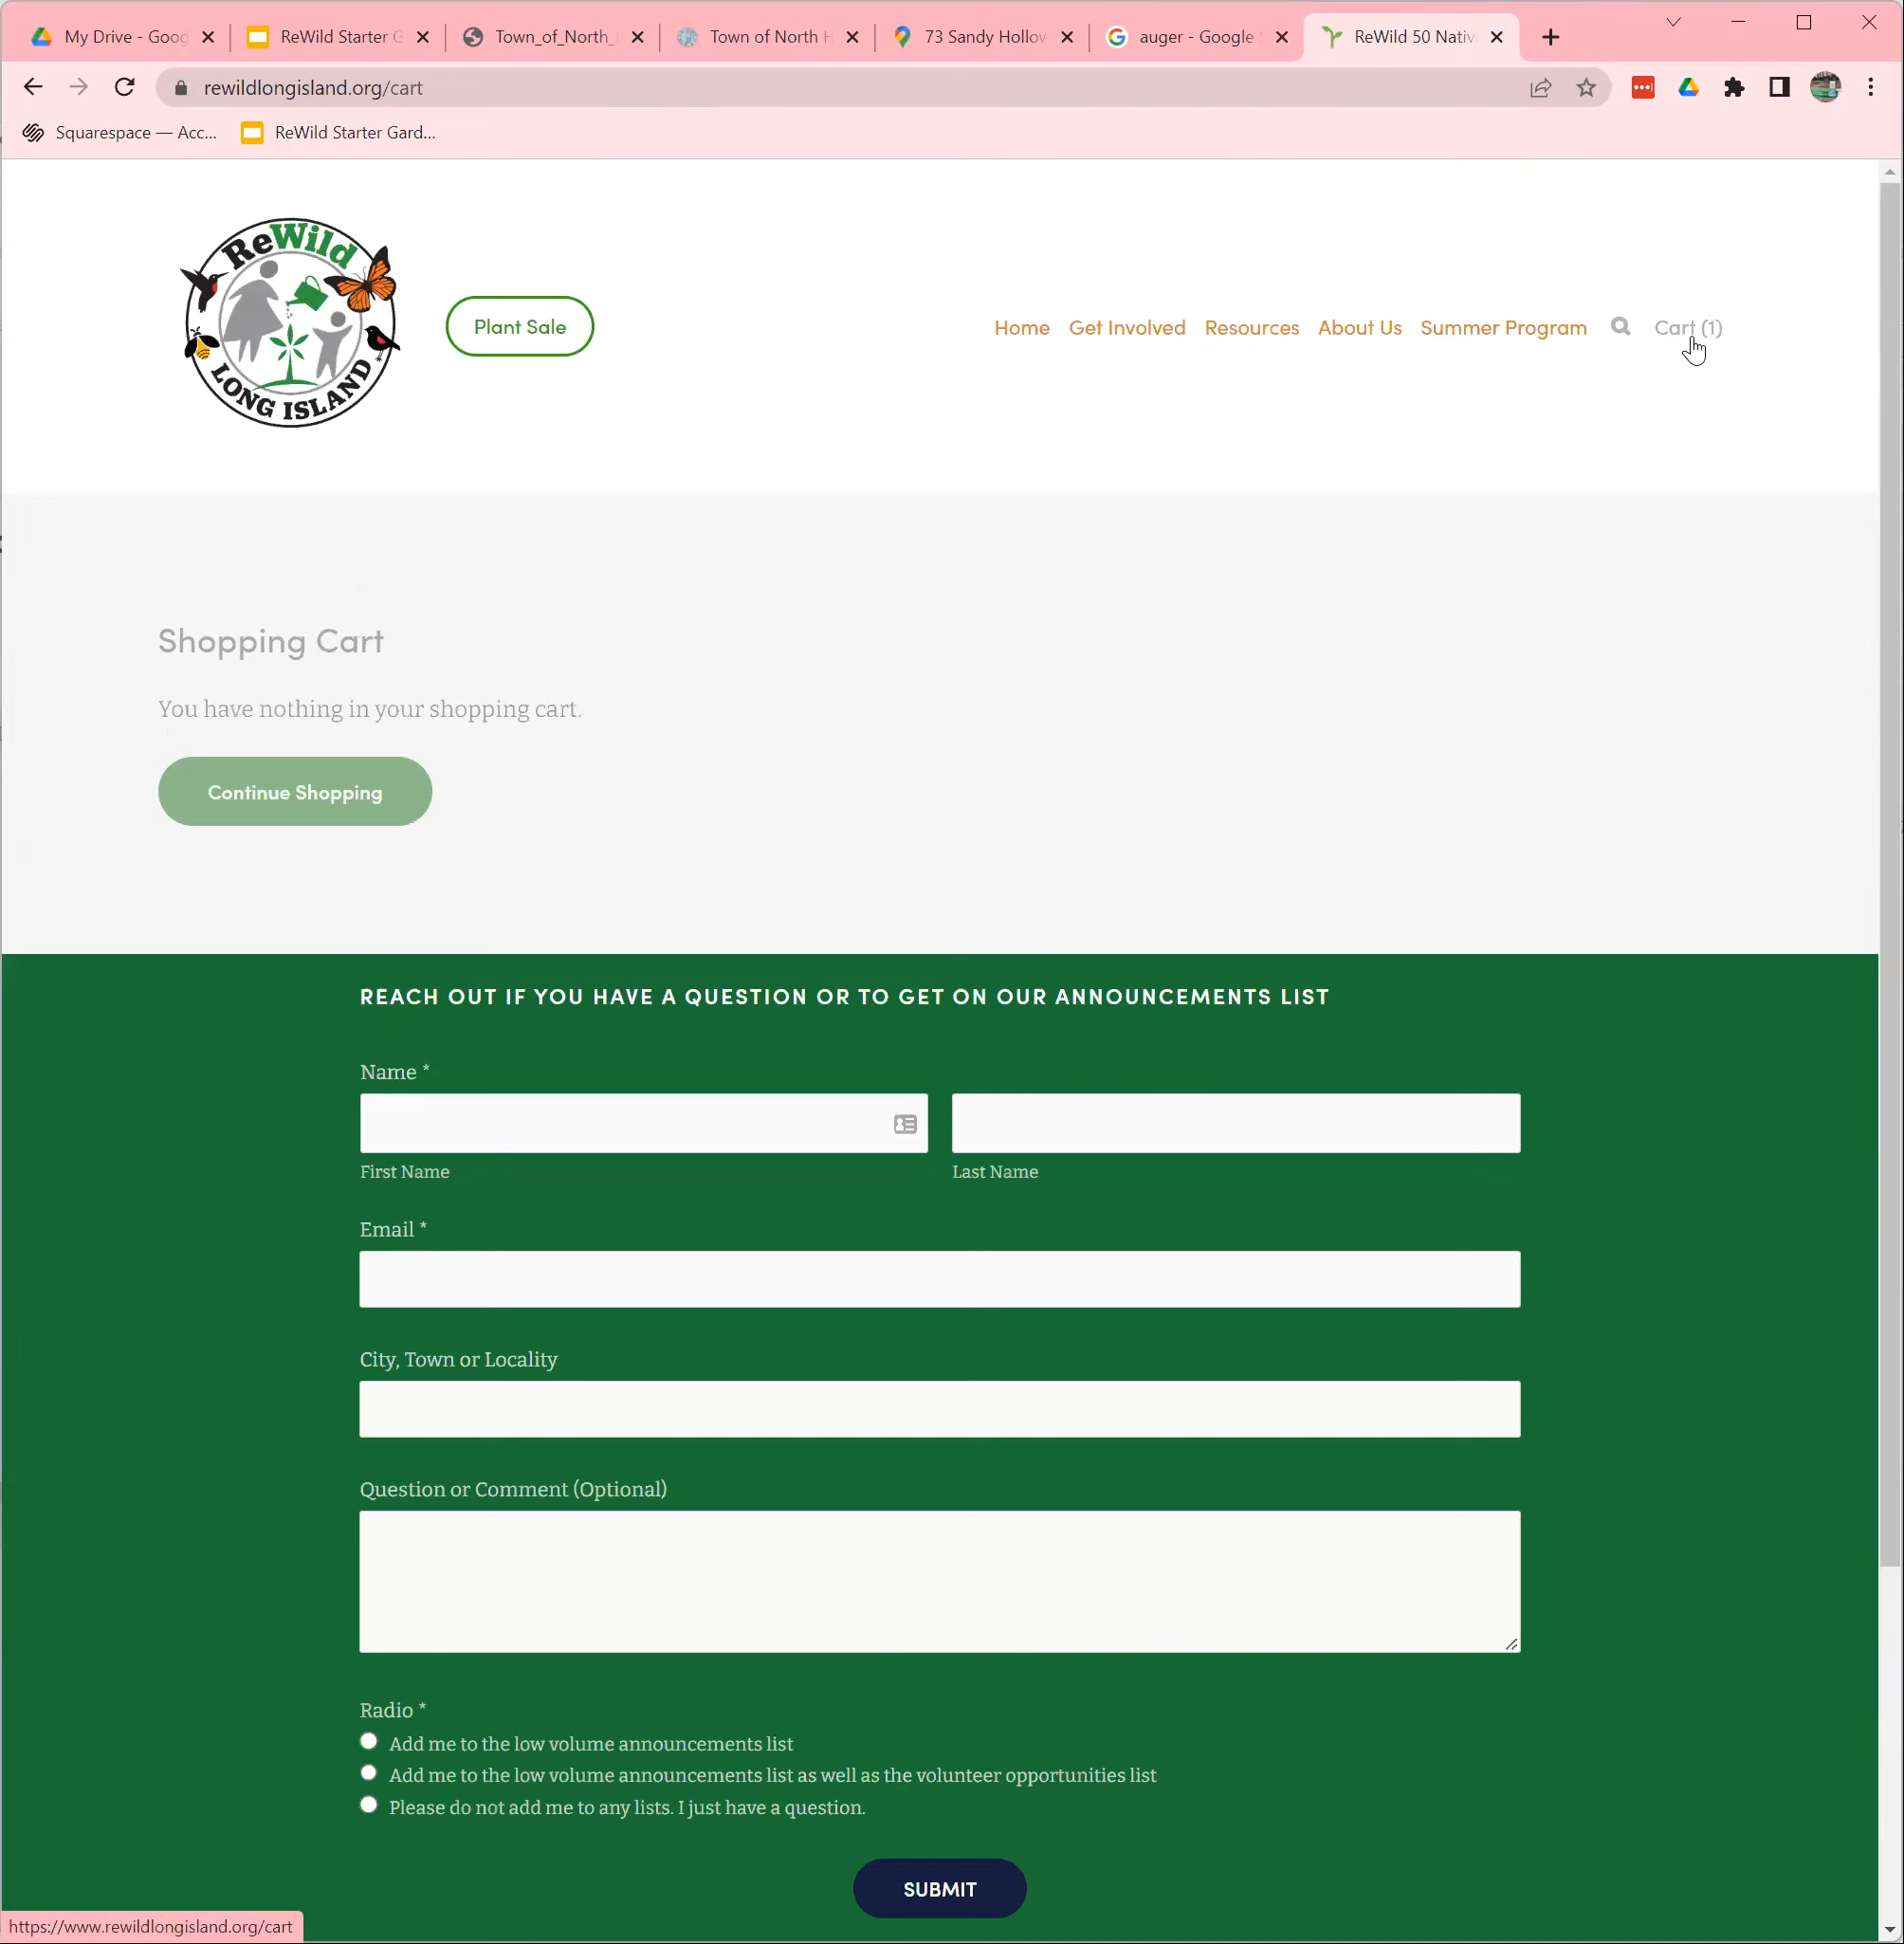 My Drive - Goog
ReWild Starter G
Town_of_North_
Town of North H
73 Sandy Hollow
auger - Google
ReWild 50 Nativ
rewildlongisland.org/cart
Squarespace — Acc...
ReWild Starter Gard...
ReWild
LONG ISLAND
Plant Sale
Home
Get Involved
Resources
About Us
Summer Program
Cart (1)
Shopping Cart
You have nothing in your shopping cart.
Continue Shopping
REACH OUT IF YOU HAVE A QUESTION OR TO GET ON OUR ANNOUNCEMENTS LIST
Name *
First Name
Last Name
Email *
City, Town or Locality
Question or Comment (Optional)
Radio *
Add me to the low volume announcements list
Add me to the low volume announcements list as well as the volunteer opportunities list
Please do not add me to any lists. I just have a question.
SUBMIT
https://www.rewildlongisland.org/cart